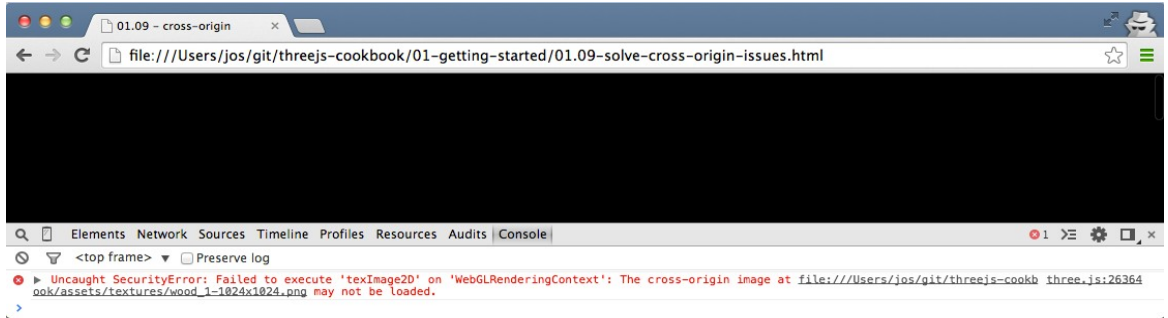 01.09 – cross-origin
file:///Users/jos/git/threejs-cookbook/01-getting-started/01.09-solve-cross-origin-issues.html
Elements Network Sources Timeline Profiles Resources Audits Console 1
<top frame> Preserve log
Uncaught SecurityError: Failed to execute 'texImage2D' on 'WebGLRenderingContext': The cross-origin image at file:///Users/jos/git/threejs-cookb three.js:26364
ook/assets/textures/wood_1-1024x1024.png may not be loaded.